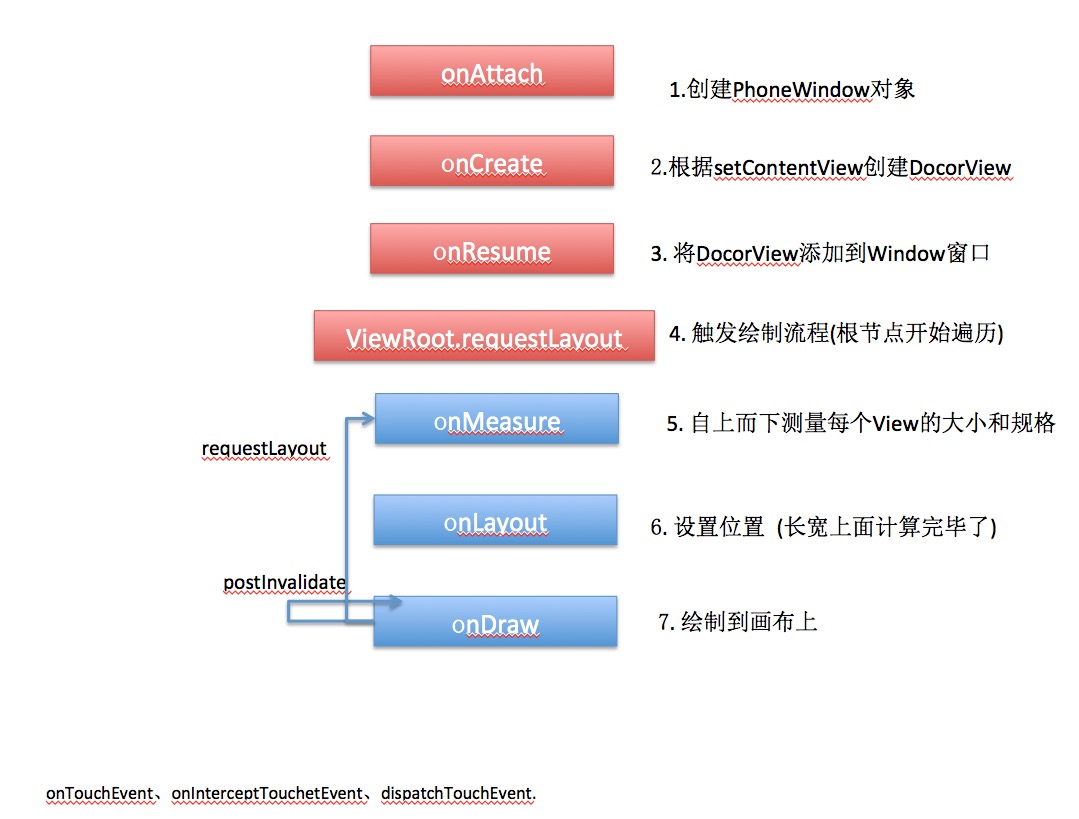 onAttach
1.创建PhoneWindow对象
onCreate
2.根据setContentView创建DocorView
onResume
3. 将DocorView添加到Window窗口
ViewRoot.requestLayout
4. 触发绘制流程(根节点开始遍历)
onMeasure
5. 自上而下测量每个View的大小和规格
requestLayout
onLayout
6. 设置位置 (长宽上面计算完毕了)
postInvalidate
onDraw
7. 绘制到画布上
onTouchEvent、onInterceptTouchetEvent、dispatchTouchEvent.